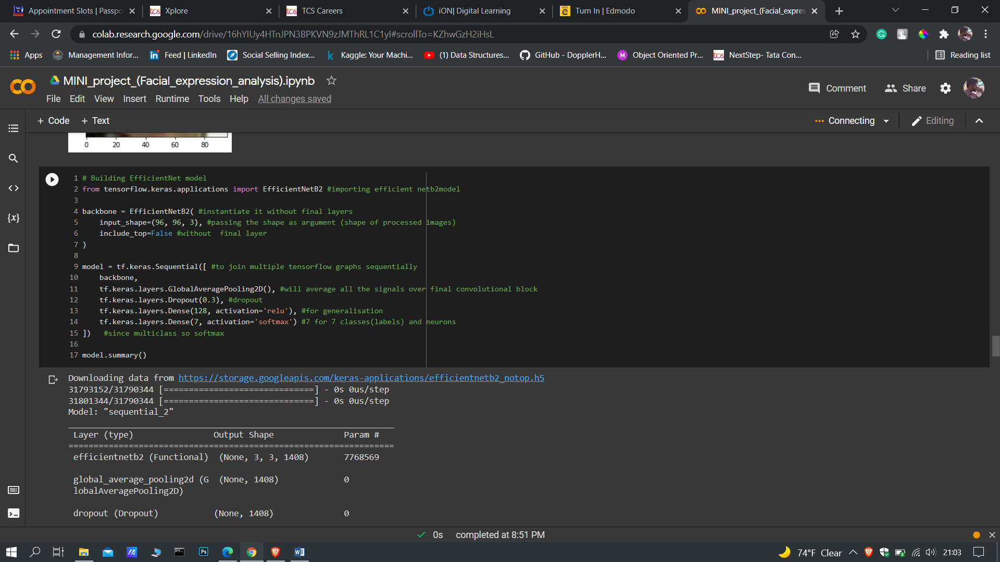 Appointment Slots | Passpo
Xplore
TCS Careers
iON| Digital Learning
Turn In | Edmodo
MINI_project_(Facial_expres
colab.research.google.com/drive/16hYIUy4HTnJPN3BPKVN9zJMThRL1C1yI#scrollTo=KZhwGzH2iHsL
Apps
Management Infor...
Feed | LinkedIn
Social Selling Index...
Kaggle: Your Machi...
(1) Data Structures...
GitHub - DopplerH...
Object Oriented Pr...
NextStep- Tata Con...
Reading list
MINI_project_(Facial_expression_analysis).ipynb
Comment
Share
File Edit View Insert Runtime Tools Help All changes saved
+ Code + Text
Connecting
Editing
0 20 40 60 80
1 # Building EfficientNet model
2 from tensorflow.keras.applications import EfficientNetB2 #importing efficient netb2model
3
4 backbone = EfficientNetB2( #instantiate it without final layers
5     input_shape=(96, 96, 3), #passing the shape as argument (shape of processed images)
6     include_top=False #without  final layer
7 )
8
9 model = tf.keras.Sequential([ #to join multiple tensorflow graphs sequentially
10     backbone,
11     tf.keras.layers.GlobalAveragePooling2D(), #will average all the signals over final convolutional block
12     tf.keras.layers.Dropout(0.3), #dropout
13     tf.keras.layers.Dense(128, activation='relu'), #for generalisation
14     tf.keras.layers.Dense(7, activation='softmax') #7 for 7 classes(labels) and neurons
15 ])   #since multiclass so softmax
16
17 model.summary()
Downloading data from https://storage.googleapis.com/keras-applications/efficientnetb2_notop.h5
31793152/31790344 [==============================] - 0s 0us/step
31801344/31790344 [==============================] - 0s 0us/step
Model: "sequential_2"
Layer (type) Output Shape Param #
=================================================================
efficientnetb2 (Functional) (None, 3, 3, 1408) 7768569
global_average_pooling2d (G (None, 1408) 0
lobalAveragePooling2D)
dropout (Dropout) (None, 1408) 0
0s completed at 8:51 PM
74°F Clear
21:03